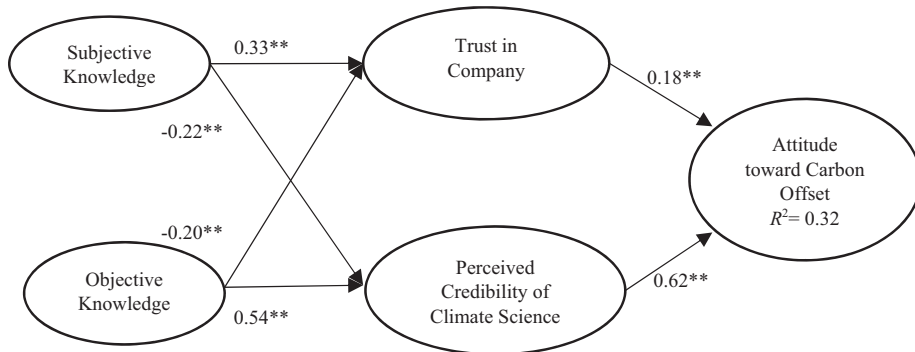 Subjective
Knowledge
0.33**
Trust in
Company
0.18**
-0.22**
Attitude
toward Carbon
Offset
R²= 0.32
-0.20**
Objective
Knowledge
0.54**
Perceived
Credibility of
Climate Science
0.62**